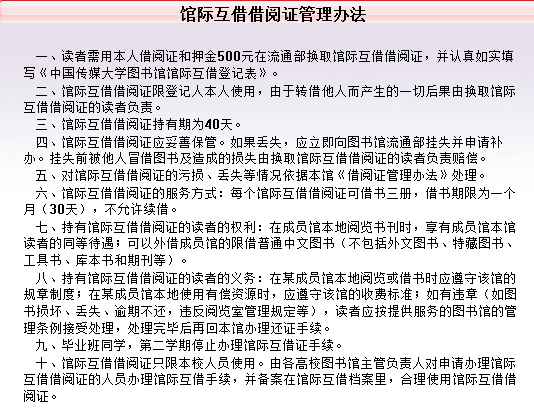 馆际互借借阅证管理办法
一、读者需用本人借阅证和押金500元在流通部换取馆际互借借阅证，并认真如实填
写《中国传媒大学图书馆馆际互借登记表》。
二、馆际互借借阅证限登记人本人使用，由于转借他人而产生的一切后果由换取馆际
互借借阅证的读者负责。
三、馆际互借借阅证持有期为40天。
四、馆际互借借阅证应妥善保管。如果丢失，应立即向图书馆流通部挂失并申请补
办。挂失前被他人冒借图书及造成的损失由换取馆际互借借阅证的读者负责赔偿。
五、对馆际互借借阅证的污损、丢失等情况依据本馆《借阅证管理办法》处理。
六、馆际互借借阅证的服务方式：每个馆际互借借阅证可借书三册，借书期限为一个
月（30天），不允许续借。
七、持有馆际互借借阅证的读者的权利：在成员馆本地阅览书刊时，享有成员馆本馆
读者的同等待遇；可以外借成员馆的限借普通中文图书（不包括外文图书、特藏图书、
工具书、库本书和期刊等）。
八、持有馆际互借借阅证的读者的义务：在某成员馆本地阅览或借书时应遵守该馆的
规章制度；在某成员馆本地使用有偿资源时，应遵守该馆的收费标准；如有违章（如图
书损坏、丢失、逾期不还，违反阅览室管理规定等），读者应按提供服务的图书馆的管
理条例接受处理，处理完毕后再回本馆办理还证手续。
九、毕业班同学，第二学期停止办理馆际互借证手续。
十、馆际互借借阅证只限本校人员使用。由各高校图书馆主管负责人对申请办理馆际
互借借阅证的人员办理馆际互借手续，并备案在馆际互借档案里，合理使用馆际互借借
阅证。